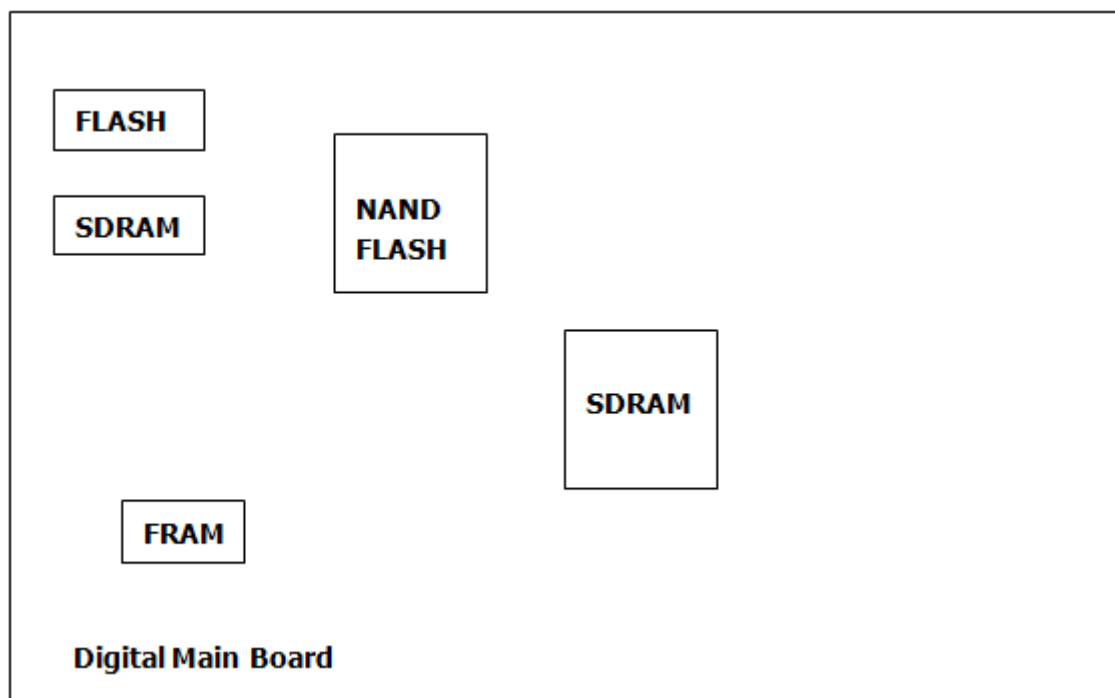 FLASH
SDRAM
NAND
FLASH
SDRAM
FRAM
Digital Main Board